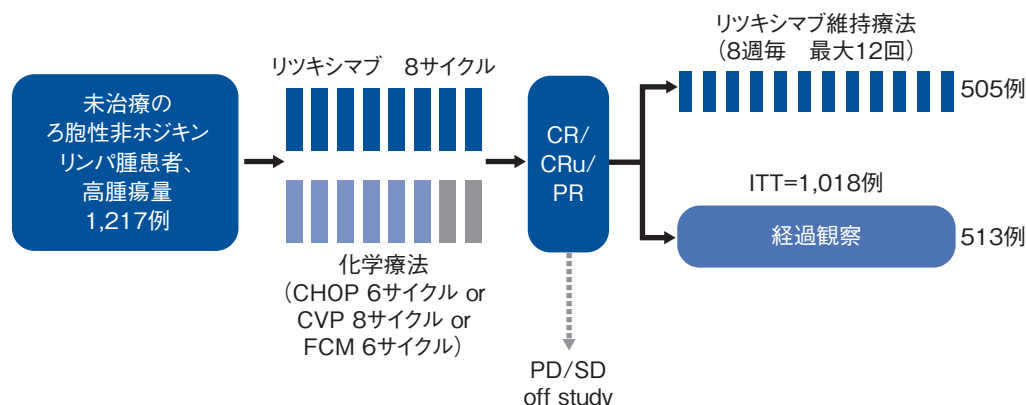 未治療の
ろ胞性非ホジキン
リンパ腫患者、
高腫瘍量
1,217例
リツキシマブ 8サイクル
化学療法
（CHOP 6サイクル or
CVP 8サイクル or
FCM 6サイクル）
CR/
CRu/
PR
PD/SD
off study
リツキシマブ維持療法
（8週毎 最大12回）
505例
ITT=1,018例
経過観察
513例